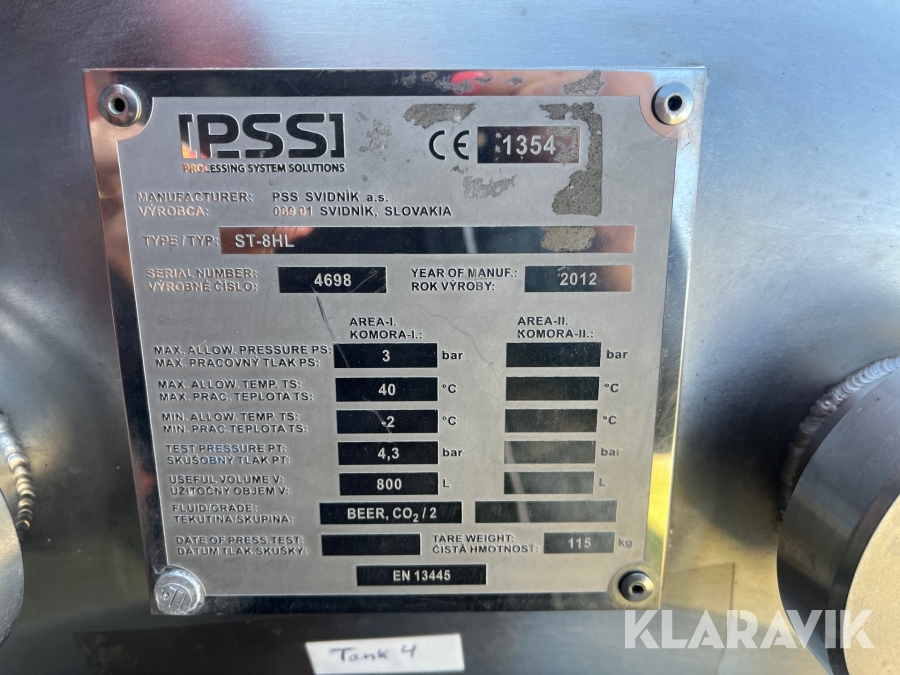 [PSS]
PROCESSING SYSTEM SOLUTIONS
CE 1354
MANUFACTURER: PSS SVIDNÍK a.s.
VÝROBCA: 089 01 SVIDNÍK, SLOVAKIA
TYPE / TYP: ST-8HL
SERIAL NUMBER: 4698 YEAR OF MANUF.: 2012
VÝROBNÉ ČÍSLO: ROK VÝROBY:
AREA-I. AREA-II.
KOMORA-I.: KOMORA-II.:
MAX. ALLOW. PRESSURE PS: 3 bar bar
MAX. PRACOVNÝ TLAK PS:
MAX. ALLOW. TEMP. TS: 40 °C °C
MAX. PRAC. TEPLOTA TS:
MIN. ALLOW. TEMP. TS: -2 °C °C
MIN. PRAC. TEPLOTA TS:
TEST PRESSURE PT: 4,3 bar bar
SKÚŠOBNÝ TLAK PT:
USEFUL VOLUME V: 800 L L
UŽITOČNÝ OBJEM V:
FLUID/GRADE: BEER, CO2 / 2
TEKUTINA/SKUPINA:
DATE OF PRESS. TEST: TARE WEIGHT: 115 kg
DÁTUM TLAK. SKÚŠKY: ČISTÁ HMOTNOSŤ:
EN 13445
Tank 4
KLARAVIK